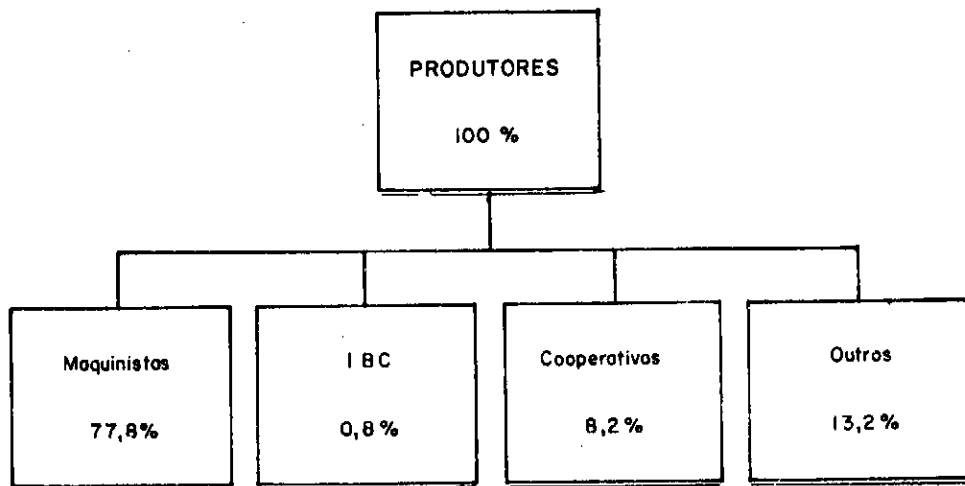 PRODUTORES
100 %
Maquinistas
77,8%
IBC
0,8%
Cooperativas
8,2%
Outros
13,2%